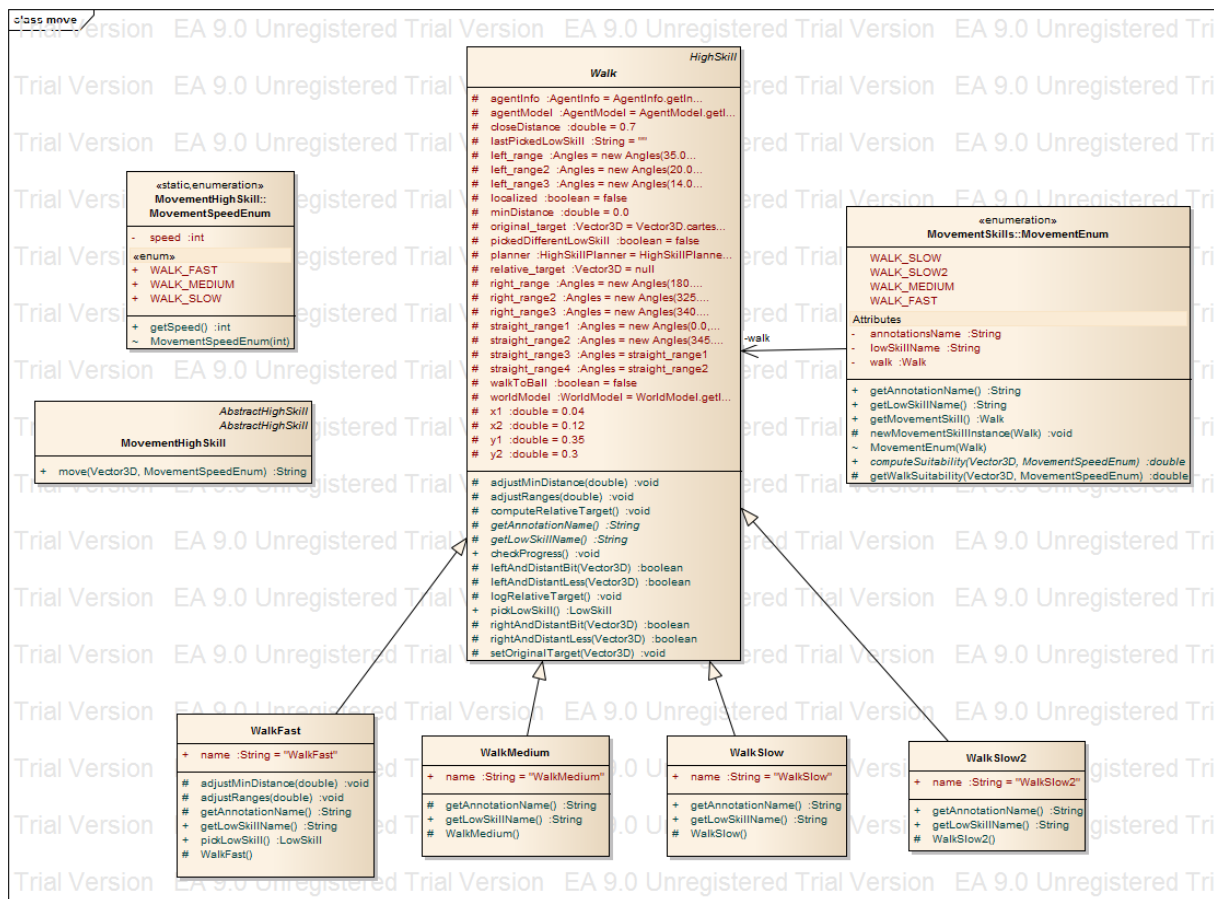 class move
HighSkill
Walk
# agentInfo :AgentInfo = AgentInfo.getIn...
# agentModel :AgentModel = AgentModel.getI...
# closeDistance :double = 0.7
# lastPickedLowSkill :String = ""
# left_range :Angles = new Angles(35.0...
# left_range2 :Angles = new Angles(20.0...
# left_range3 :Angles = new Angles(14.0...
# localized :boolean = false
# minDistance :double = 0.0
# original_target :Vector3D = Vector3D.cartes...
# pickedDifferentLowSkill :boolean = false
# planner :HighSkillPlanner = HighSkillPlanne...
# relative_target :Vector3D = null
# right_range :Angles = new Angles(180....
# right_range2 :Angles = new Angles(325....
# right_range3 :Angles = new Angles(340....
# straight_range1 :Angles = new Angles(0.0,...
# straight_range2 :Angles = new Angles(345....
# straight_range3 :Angles = straight_range1
# straight_range4 :Angles = straight_range2
# walkToBall :boolean = false
# worldModel :WorldModel = WorldModel.getI...
# x1 :double = 0.04
# x2 :double = 0.12
# y1 :double = 0.35
# y2 :double = 0.3
# adjustMinDistance(double) :void
# adjustRanges(double) :void
# computeRelativeTarget() :void
# getAnnotationName() :String
# getLowSkillName() :String
+ checkProgress() :void
# leftAndDistantBit(Vector3D) :boolean
# leftAndDistantLess(Vector3D) :boolean
# logRelativeTarget() :void
+ pickLowSkill() :LowSkill
# rightAndDistantBit(Vector3D) :boolean
# rightAndDistantLess(Vector3D) :boolean
# setOriginalTarget(Vector3D) :void
«static,enumeration»
MovementHighSkill::
MovementSpeedEnum
- speed :int
«enum»
+ WALK_FAST
+ WALK_MEDIUM
+ WALK_SLOW
+ getSpeed() :int
~ MovementSpeedEnum(int)
AbstractHighSkill
AbstractHighSkill
MovementHighSkill
+ move(Vector3D, MovementSpeedEnum) :String
-walk
«enumeration»
MovementSkills::MovementEnum
WALK_SLOW
WALK_SLOW2
WALK_MEDIUM
WALK_FAST
Attributes
- annotationsName :String
- lowSkillName :String
- walk :Walk
+ getAnnotationName() :String
+ getLowSkillName() :String
+ getMovementSkill() :Walk
# newMovementSkillInstance(Walk) :void
~ MovementEnum(Walk)
+ computeSuitability(Vector3D, MovementSpeedEnum) :double
# getWalkSuitability(Vector3D, MovementSpeedEnum) :double
WalkFast
+ name :String = "WalkFast"
# adjustMinDistance(double) :void
# adjustRanges(double) :void
# getAnnotationName() :String
+ getLowSkillName() :String
+ pickLowSkill() :LowSkill
# WalkFast()
WalkMedium
+ name :String = "WalkMedium"
# getAnnotationName() :String
+ getLowSkillName() :String
# WalkMedium()
WalkSlow
+ name :String = "WalkSlow"
+ getAnnotationName() :String
+ getLowSkillName() :String
# WalkSlow()
WalkSlow2
+ name :String = "WalkSlow2"
+ getAnnotationName() :String
+ getLowSkillName() :String
# WalkSlow2()
Trial Version EA 9.0 Unregistered Trial Version EA 9.0 Unregistered Trial Version EA 9.0 Unregistered Tri